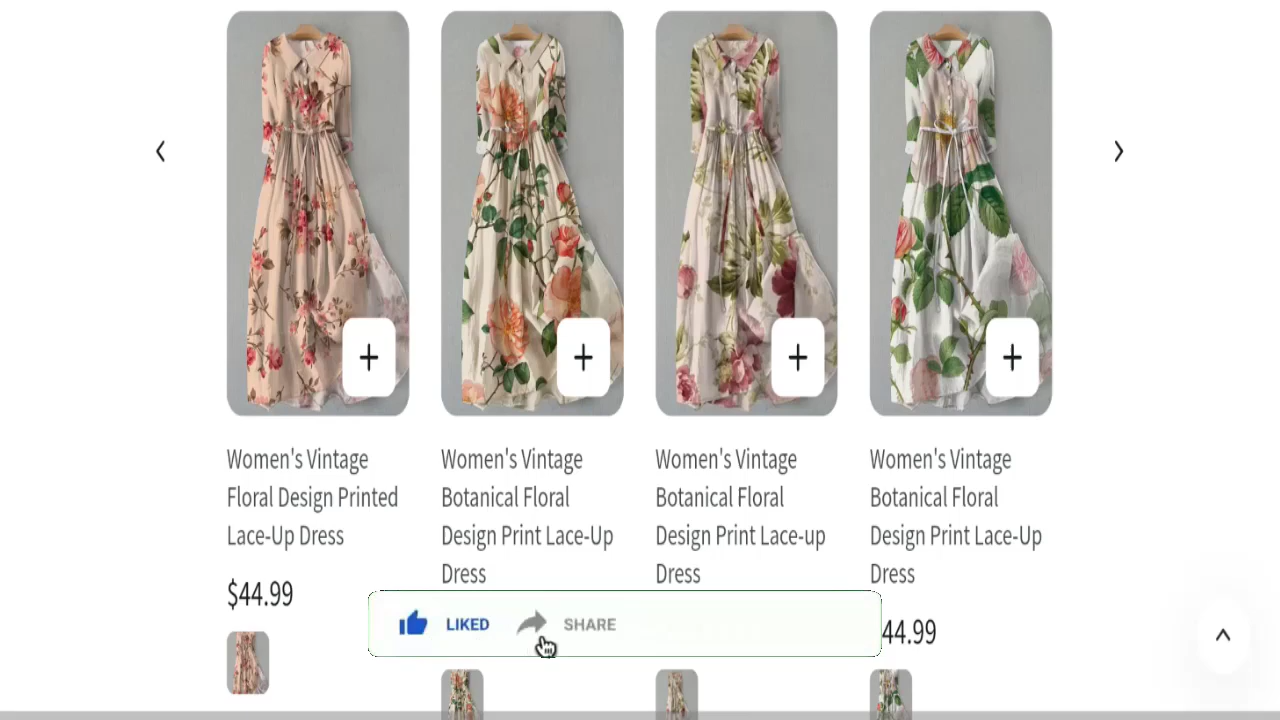 Women's Vintage
Floral Design Printed
Lace-Up Dress
$44.99
Women's Vintage
Botanical Floral
Design Print Lace-Up
Dress
Women's Vintage
Botanical Floral
Design Print Lace-up
Dress
Women's Vintage
Botanical Floral
Design Print Lace-Up
Dress
44.99
LIKED SHARE